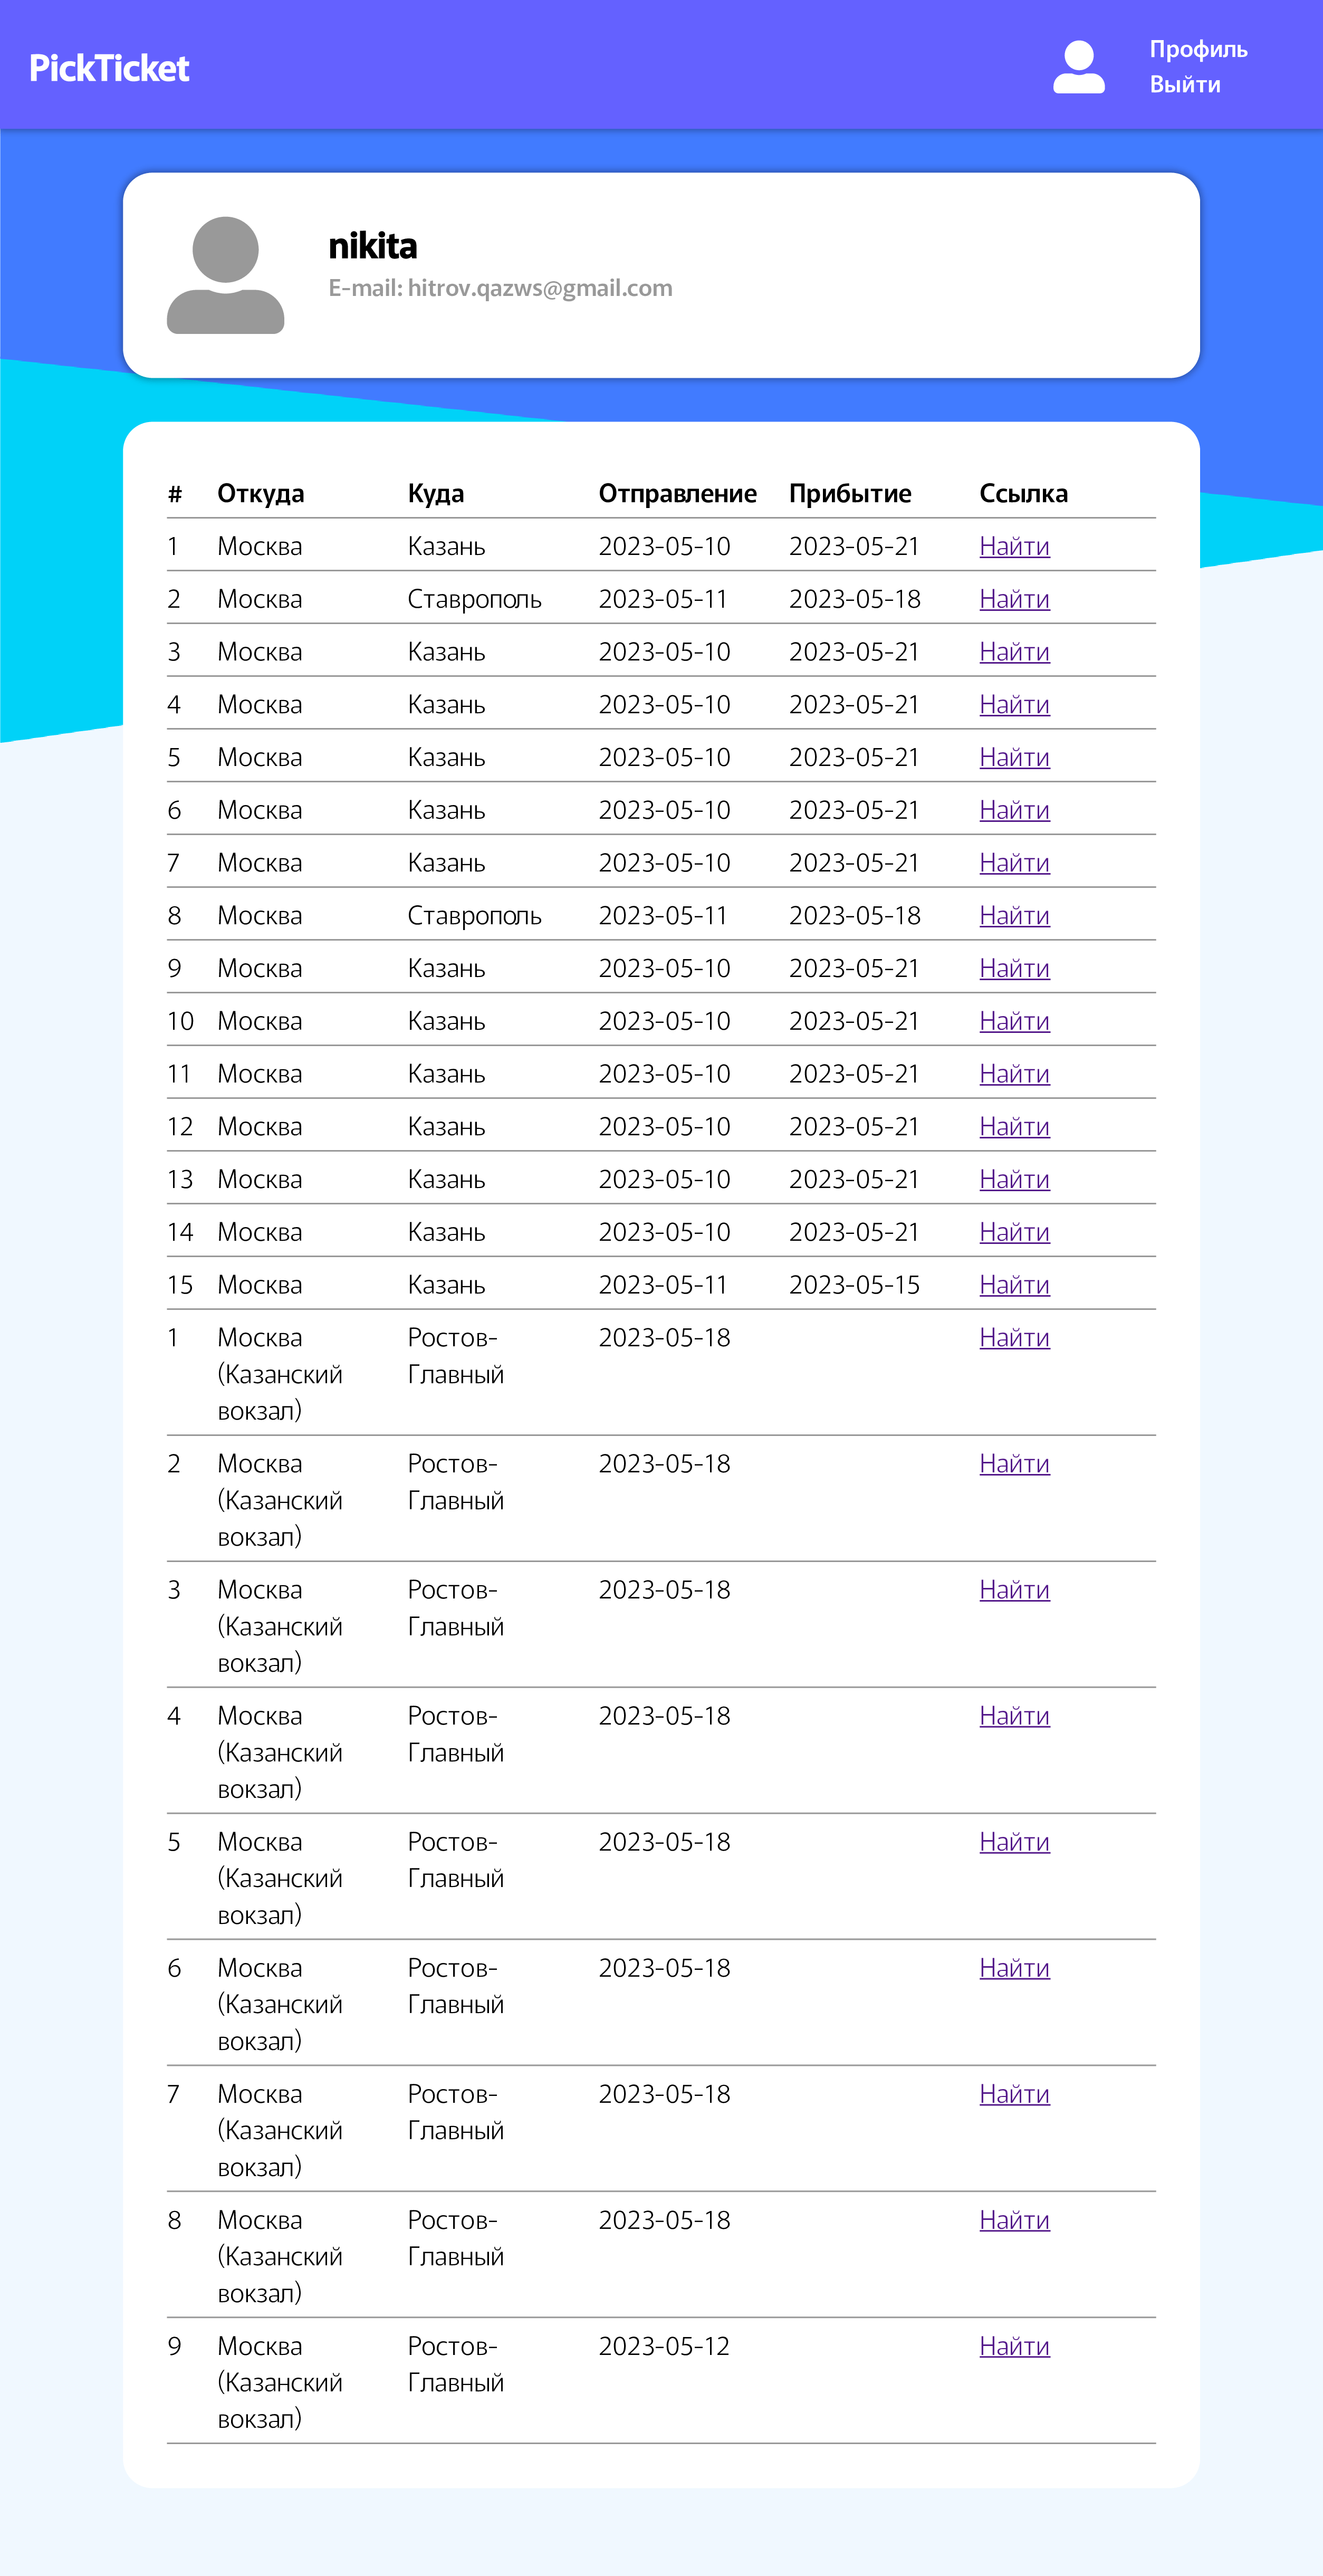 PickTicket
Профиль
Выйти
nikita
E-mail: hitrov.qazws@gmail.com
# Откуда Куда Отправление Прибытие Ссылка
1 Москва Казань 2023-05-10 2023-05-21 Найти
2 Москва Ставрополь 2023-05-11 2023-05-18 Найти
3 Москва Казань 2023-05-10 2023-05-21 Найти
4 Москва Казань 2023-05-10 2023-05-21 Найти
5 Москва Казань 2023-05-10 2023-05-21 Найти
6 Москва Казань 2023-05-10 2023-05-21 Найти
7 Москва Казань 2023-05-10 2023-05-21 Найти
8 Москва Ставрополь 2023-05-11 2023-05-18 Найти
9 Москва Казань 2023-05-10 2023-05-21 Найти
10 Москва Казань 2023-05-10 2023-05-21 Найти
11 Москва Казань 2023-05-10 2023-05-21 Найти
12 Москва Казань 2023-05-10 2023-05-21 Найти
13 Москва Казань 2023-05-10 2023-05-21 Найти
14 Москва Казань 2023-05-10 2023-05-21 Найти
15 Москва Казань 2023-05-11 2023-05-15 Найти
1 Москва Ростов- 2023-05-18 Найти
(Казанский Главный
вокзал)
2 Москва Ростов- 2023-05-18 Найти
(Казанский Главный
вокзал)
3 Москва Ростов- 2023-05-18 Найти
(Казанский Главный
вокзал)
4 Москва Ростов- 2023-05-18 Найти
(Казанский Главный
вокзал)
5 Москва Ростов- 2023-05-18 Найти
(Казанский Главный
вокзал)
6 Москва Ростов- 2023-05-18 Найти
(Казанский Главный
вокзал)
7 Москва Ростов- 2023-05-18 Найти
(Казанский Главный
вокзал)
8 Москва Ростов- 2023-05-18 Найти
(Казанский Главный
вокзал)
9 Москва Ростов- 2023-05-12 Найти
(Казанский Главный
вокзал)